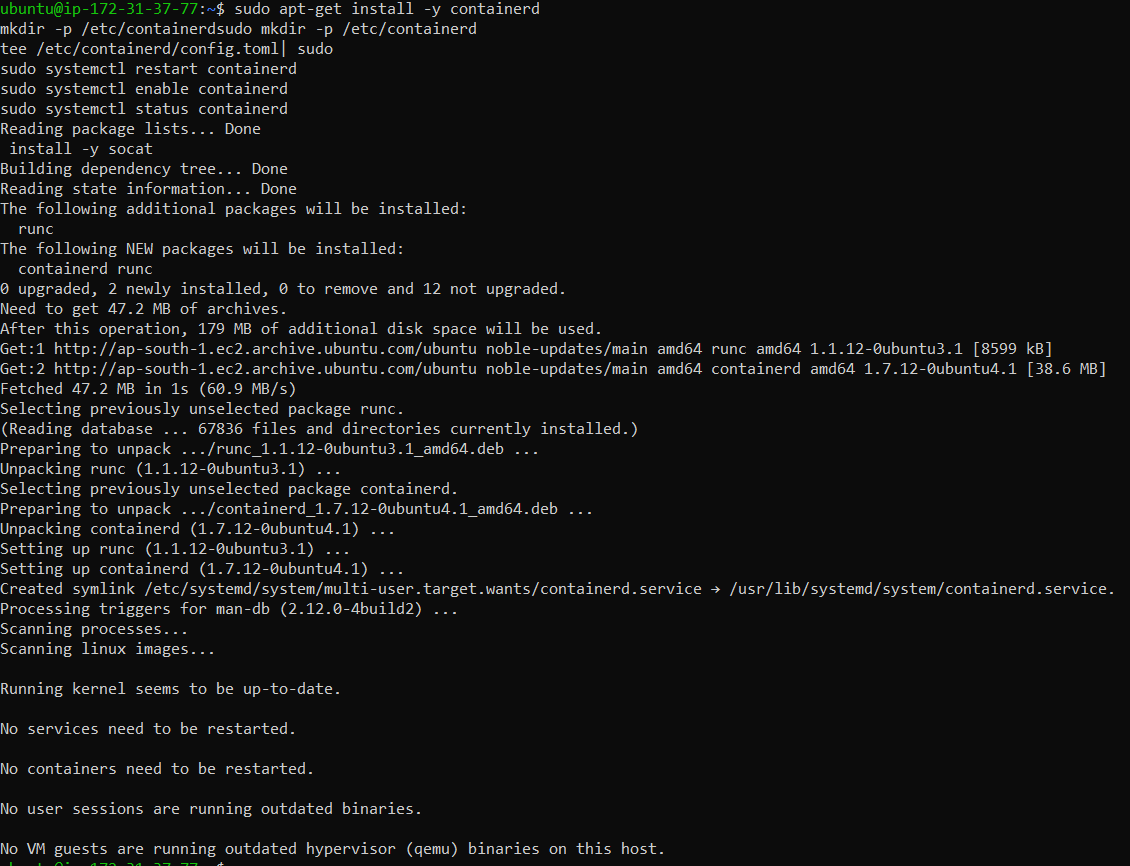 ubuntu@ip-172-31-37-77:~$ sudo apt-get install -y containerd
mkdir -p /etc/containerdsudo mkdir -p /etc/containerd
tee /etc/containerd/config.toml| sudo
sudo systemctl restart containerd
sudo systemctl enable containerd
sudo systemctl status containerd
Reading package lists... Done
 install -y socat
Building dependency tree... Done
Reading state information... Done
The following additional packages will be installed:
  runc
The following NEW packages will be installed:
  containerd runc
0 upgraded, 2 newly installed, 0 to remove and 12 not upgraded.
Need to get 47.2 MB of archives.
After this operation, 179 MB of additional disk space will be used.
Get:1 http://ap-south-1.ec2.archive.ubuntu.com/ubuntu noble-updates/main amd64 runc amd64 1.1.12-0ubuntu3.1 [8599 kB]
Get:2 http://ap-south-1.ec2.archive.ubuntu.com/ubuntu noble-updates/main amd64 containerd amd64 1.7.12-0ubuntu4.1 [38.6 MB]
Fetched 47.2 MB in 1s (60.9 MB/s)
Selecting previously unselected package runc.
(Reading database ... 67836 files and directories currently installed.)
Preparing to unpack .../runc_1.1.12-0ubuntu3.1_amd64.deb ...
Unpacking runc (1.1.12-0ubuntu3.1) ...
Selecting previously unselected package containerd.
Preparing to unpack .../containerd_1.7.12-0ubuntu4.1_amd64.deb ...
Unpacking containerd (1.7.12-0ubuntu4.1) ...
Setting up runc (1.1.12-0ubuntu3.1) ...
Setting up containerd (1.7.12-0ubuntu4.1) ...
Created symlink /etc/systemd/system/multi-user.target.wants/containerd.service → /usr/lib/systemd/system/containerd.service.
Processing triggers for man-db (2.12.0-4build2) ...
Scanning processes...
Scanning linux images...
Running kernel seems to be up-to-date.
No services need to be restarted.
No containers need to be restarted.
No user sessions are running outdated binaries.
No VM guests are running outdated hypervisor (qemu) binaries on this host.